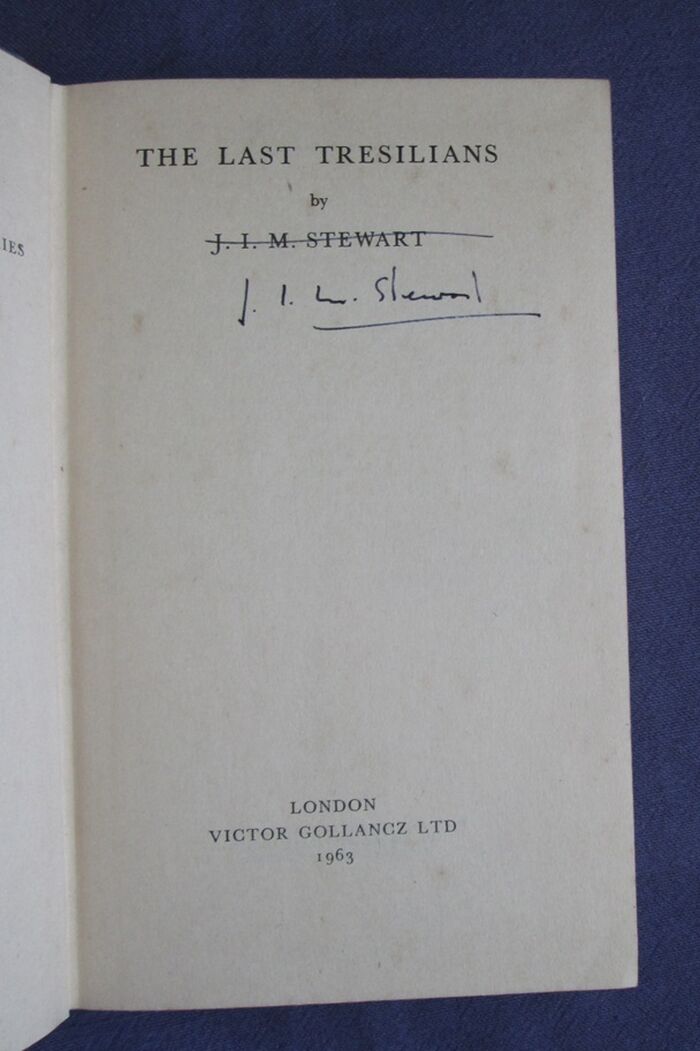 IES
THE LAST TRESILIANS
by
J. I. M. STEWART
J. I. M. Stewart
LONDON
VICTOR GOLLANCZ LTD
1963